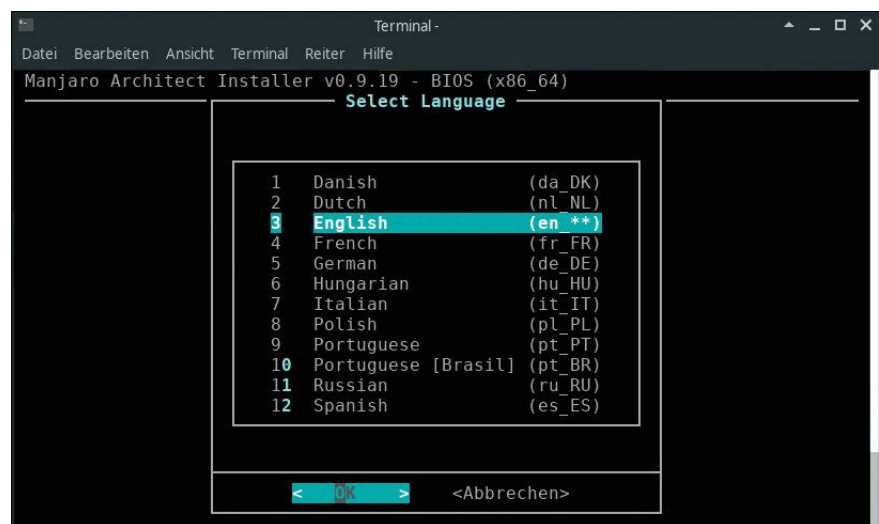 Terminal -
Datei Bearbeiten Ansicht Terminal Reiter Hilfe
Manjaro Architect Installer v0.9.19 - BIOS (x86_64)
Select Language
1 Danish (da_DK)
2 Dutch (nl_NL)
3 English (en_**)
4 French (fr_FR)
5 German (de_DE)
6 Hungarian (hu_HU)
7 Italian (it_IT)
8 Polish (pl_PL)
9 Portuguese (pt_PT)
10 Portuguese [Brasil] (pt_BR)
11 Russian (ru_RU)
12 Spanish (es_ES)
< OK > <Abbrechen>